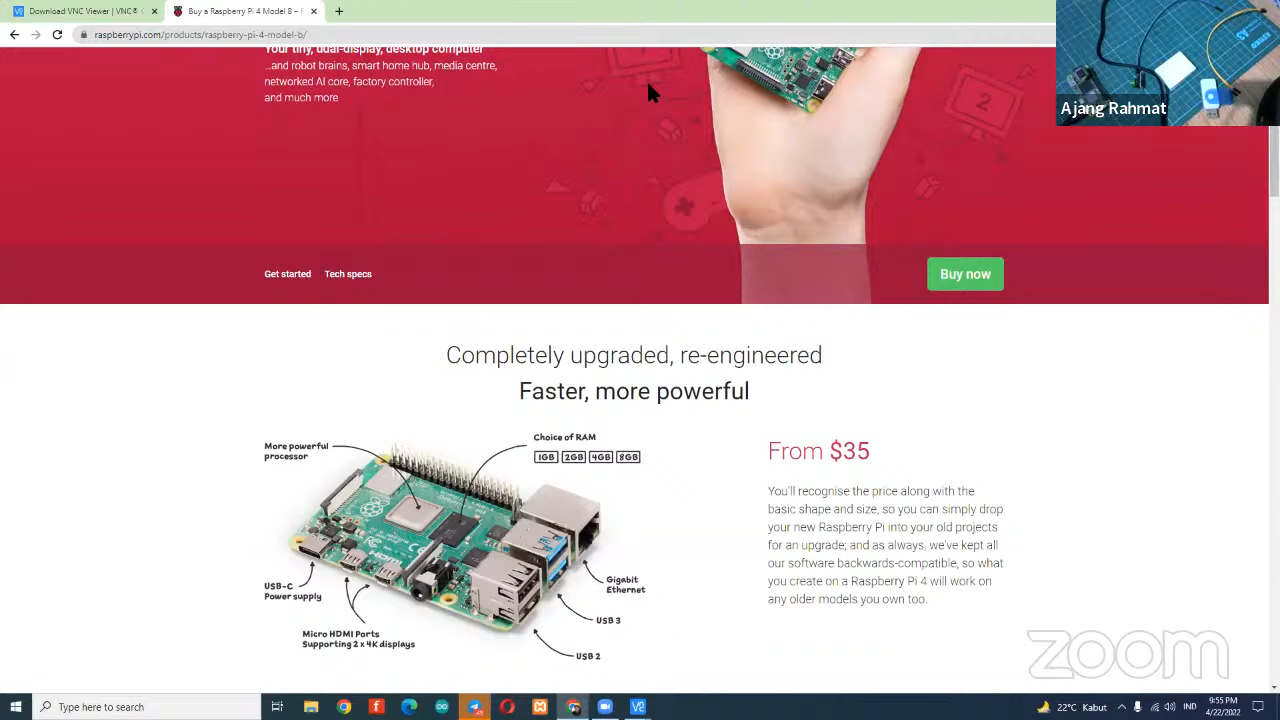 Download VNC Viewer | VNC®
Buy a Raspberry Pi 4 Model B –
raspberrypi.com/products/raspberry-pi-4-model-b/
Your tiny, dual-display, desktop computer
...and robot brains, smart home hub, media centre,
networked AI core, factory controller,
and much more
2
Ajang Rahmat
Get started
Tech specs
Buy now
Completely upgraded, re-engineered
Faster, more powerful
More powerful
processor
Choice of RAM
1GB 2GB 4GB 8GB
USB-C
Power supply
Micro HDMI Ports
Supporting 2 x 4K displays
Gigabit
Ethernet
USB 3
USB 2
From $35
You'll recognise the price along with the
basic shape and size, so you can simply drop
your new Raspberry Pi into your old projects
for an upgrade; and as always, we've kept all
our software backwards-compatible, so
what you create on a Raspberry Pi 4 will work on
any older models you own too.
zoom
Type here to search
22°C Kabut
IND
9:55 PM
4/22/2022